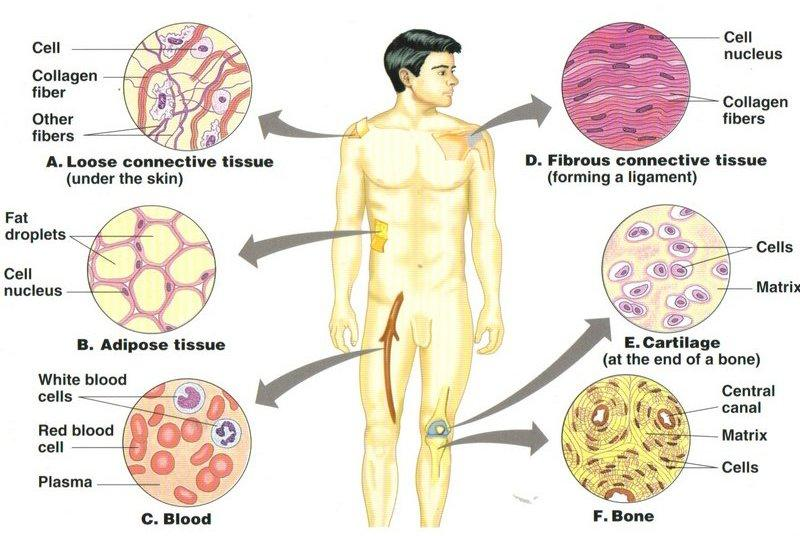 Cell
Collagen
fiber
Other
fibers
A. Loose connective tissue
(under the skin)
Fat
droplets
Cell
nucleus
B. Adipose tissue
White blood
cells
Red blood
cell
Plasma
C. Blood
Cell
nucleus
Collagen
fibers
D. Fibrous connective tissue
(forming a ligament)
Cells
Matrix
E. Cartilage
(at the end of a bone)
Central
canal
Matrix
Cells
F. Bone